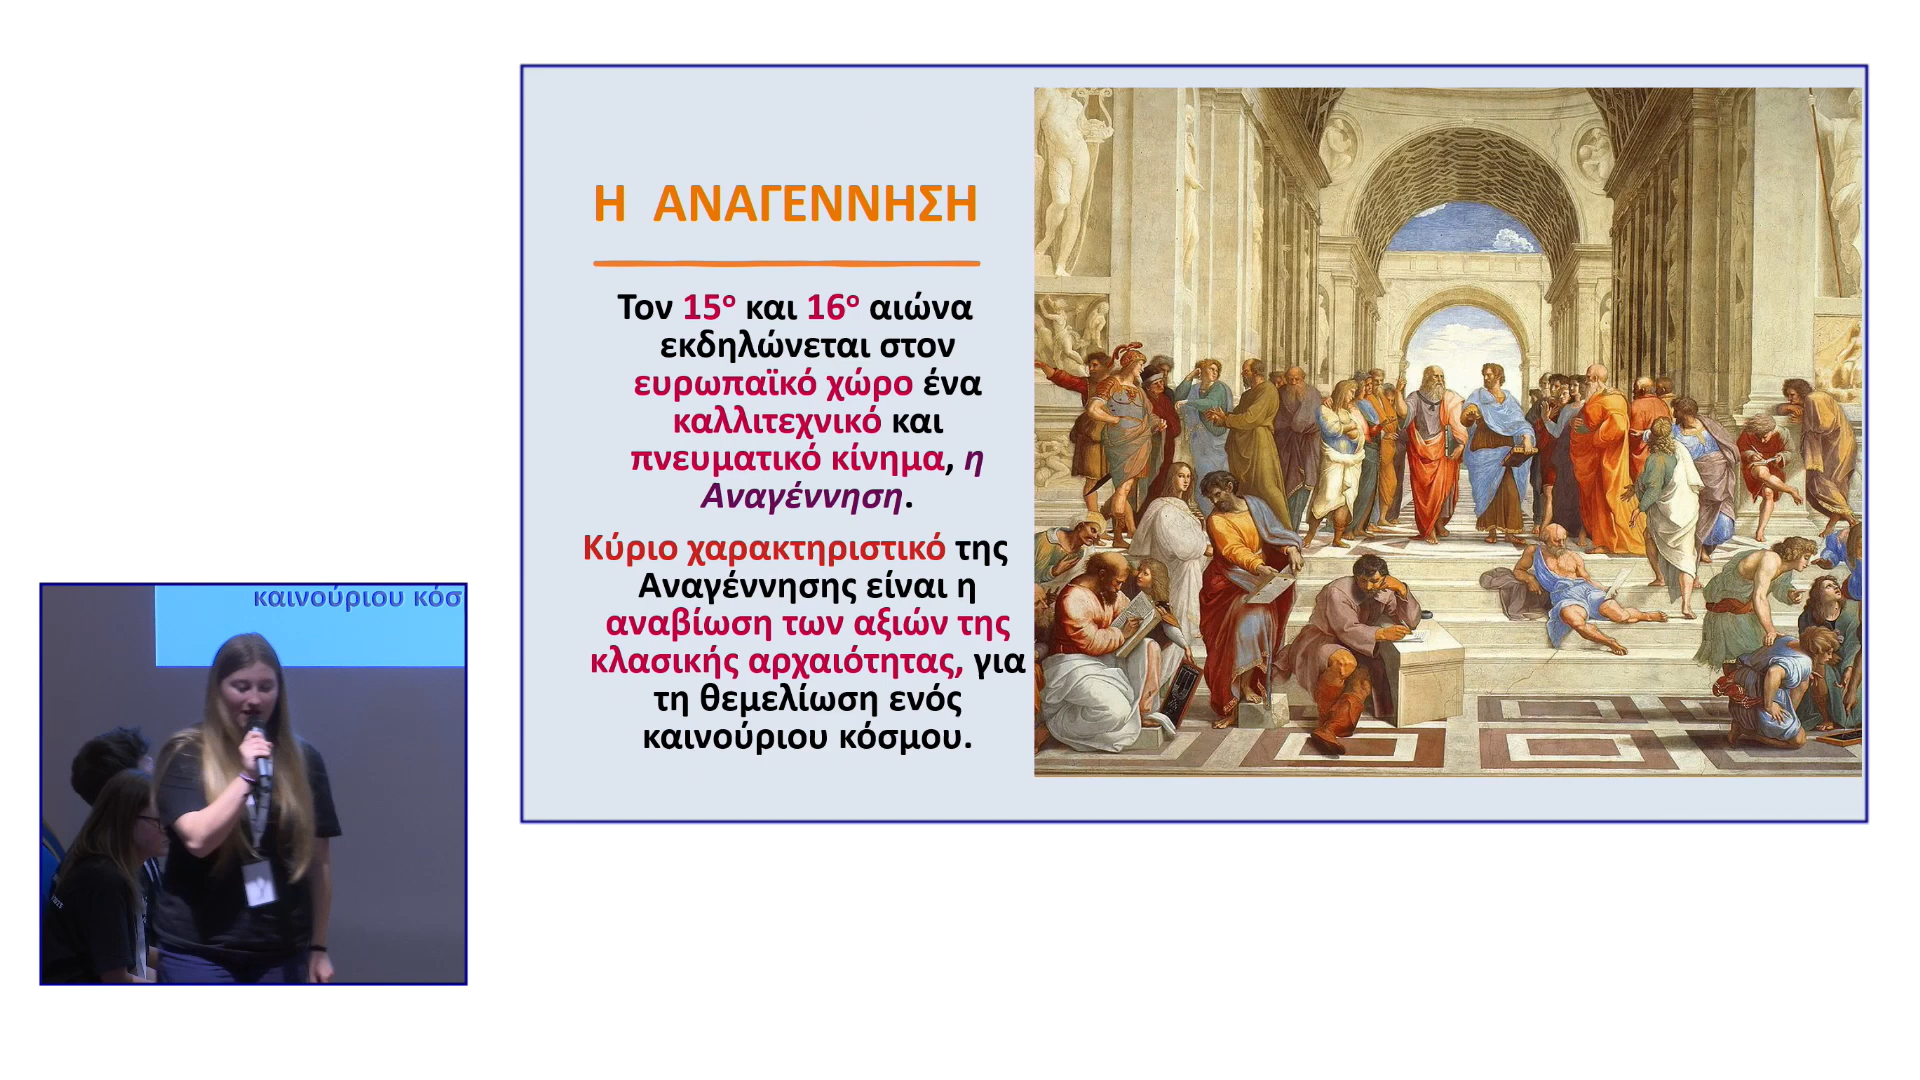 Η ΑΝΑΓΕΝΝΗΣΗ
Τον 15ο και 16ο αιώνα
εκδηλώνεται στον
ευρωπαϊκό χώρο ένα
καλλιτεχνικό και
πνευματικό κίνημα, η
Αναγέννηση.
Κύριο χαρακτηριστικό της
Αναγέννησης είναι η
αναβίωση των αξιών της
κλασικής αρχαιότητας, για
τη θεμελίωση ενός
καινούριου κόσμου.
καινούριου κόσ